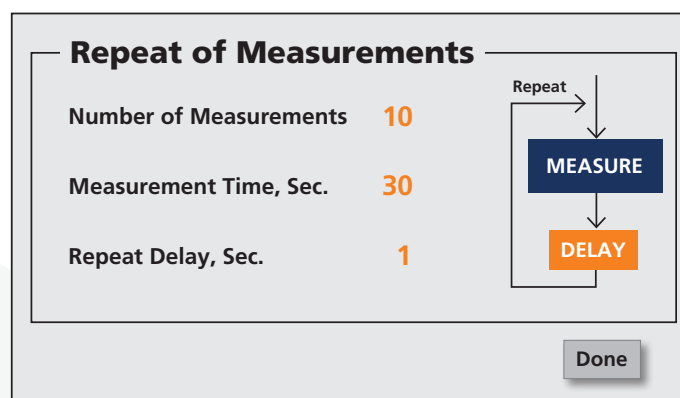 Repeat of Measurements
Number of Measurements 10
Measurement Time, Sec. 30
Repeat Delay, Sec. 1
Repeat
MEASURE
DELAY
Done